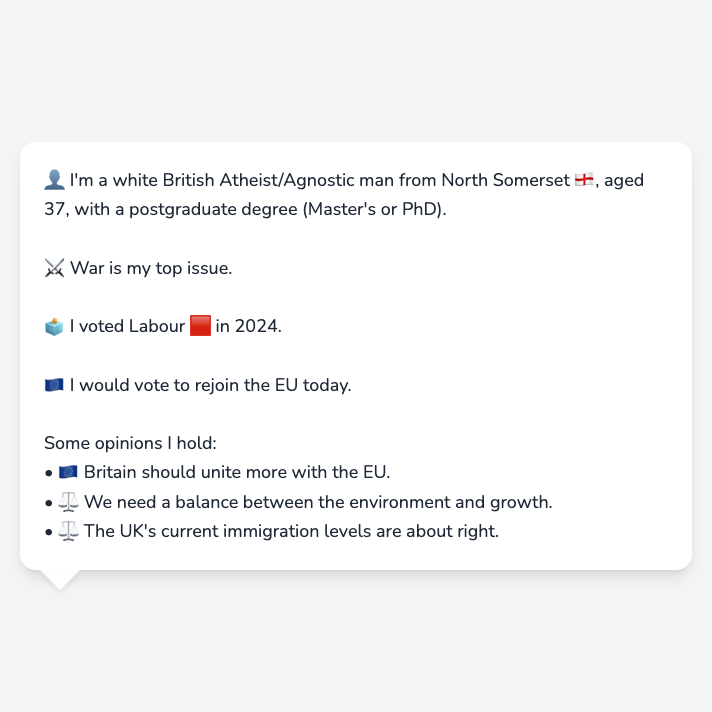 👤 I'm a white British Atheist/Agnostic man from North Somerset 🏴󠁧󠁢󠁥󠁮󠁧󠁿, aged
37, with a postgraduate degree (Master's or PhD).
⚔️ War is my top issue.
🗳️ I voted Labour 🟥 in 2024.
🇪🇺 I would vote to rejoin the EU today.
Some opinions I hold:
• 🇪🇺 Britain should unite more with the EU.
• ⚖️ We need a balance between the environment and growth.
• ⚖️ The UK's current immigration levels are about right.